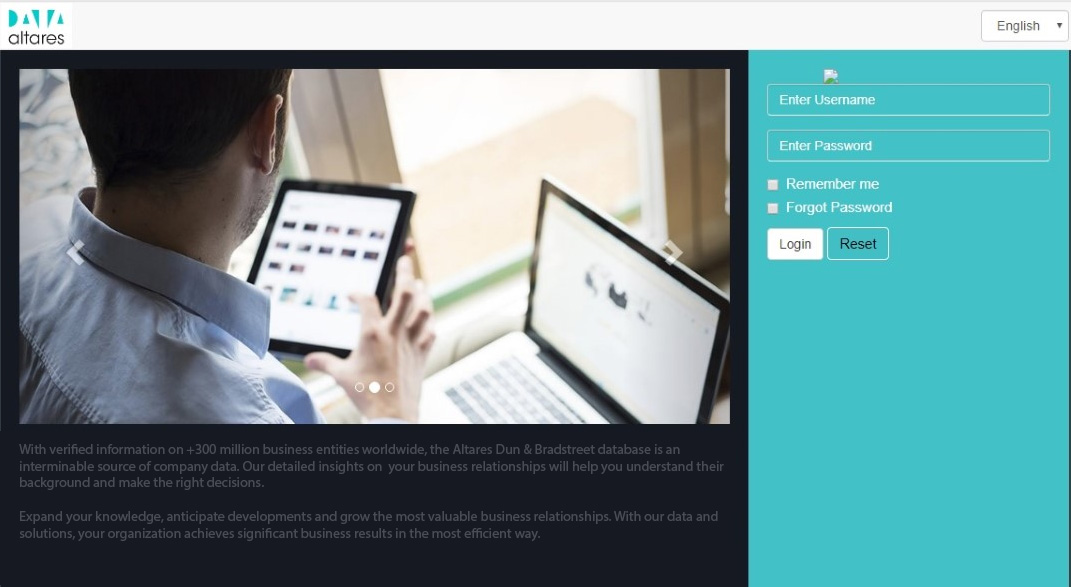 DATA
altares
English
Enter Username
Enter Password
Remember me
Forgot Password
Login Reset
With verified information on +300 million business entities worldwide, the Altares Dun & Bradstreet database is an
interminable source of company data. Our detailed insights on your business relationships will help you understand their
background and make the right decisions.
Expand your knowledge, anticipate developments and grow the most valuable business relationships. With our data and
solutions, your organization achieves significant business results in the most efficient way.